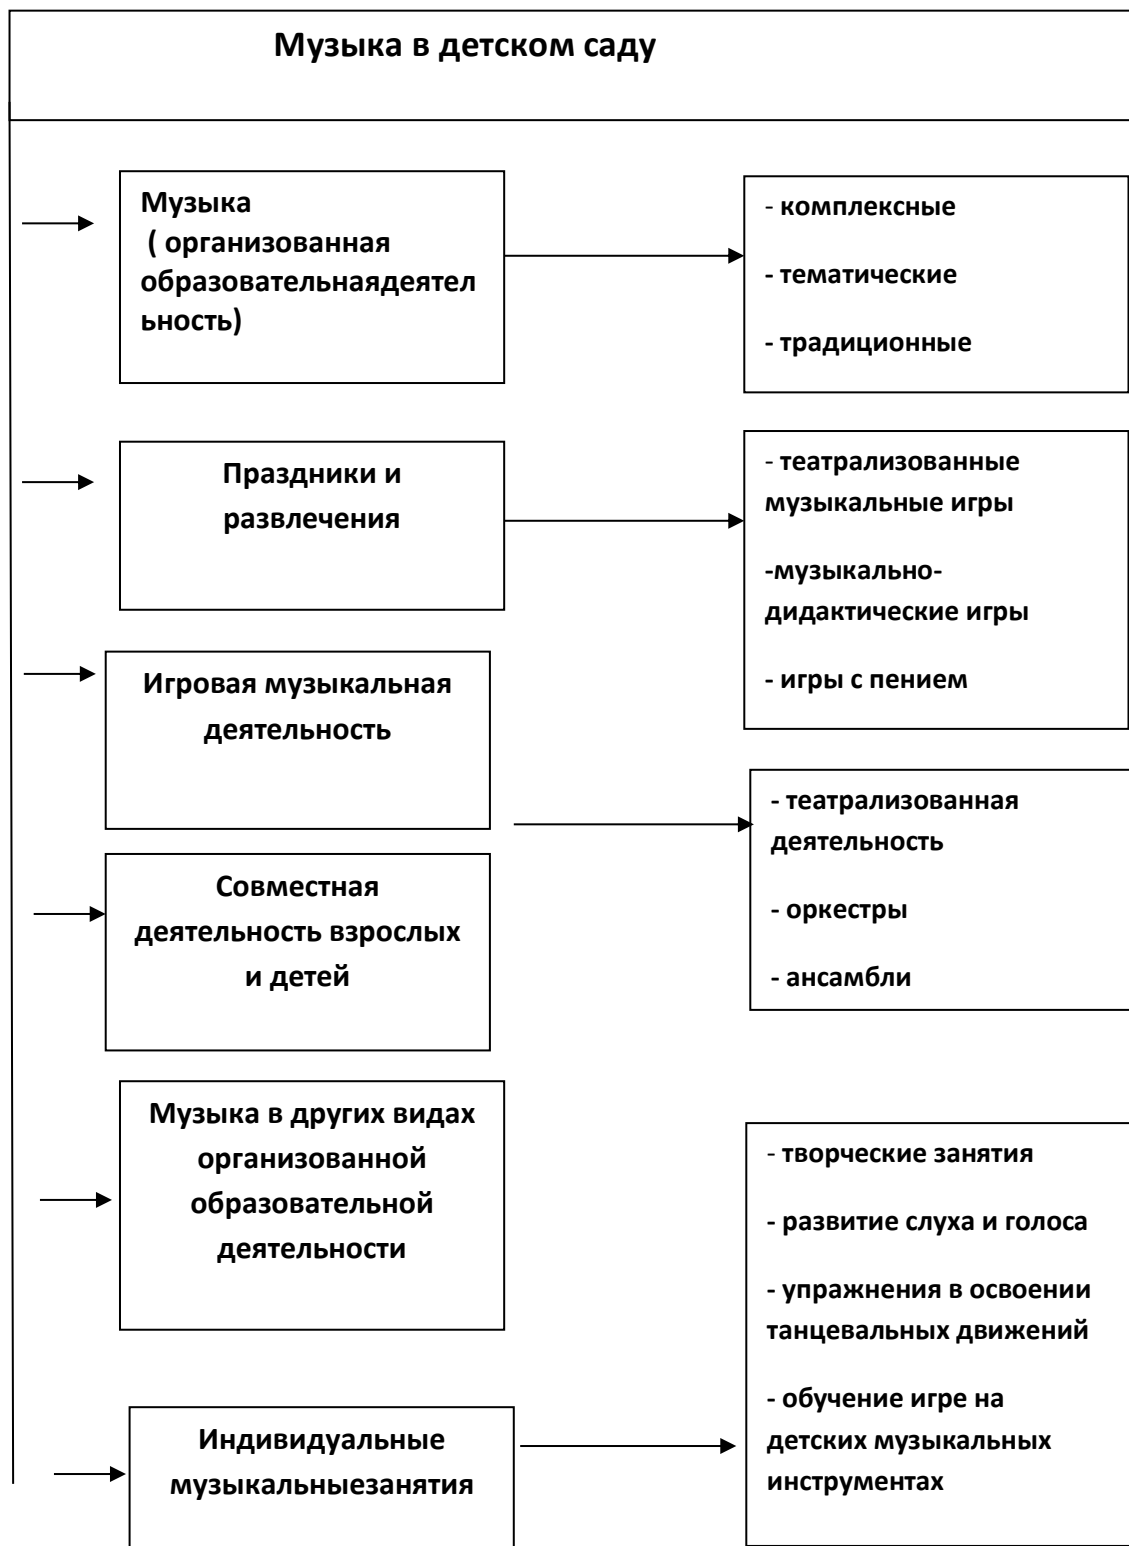 Музыка в детском саду
Музыка
( организованная
образовательнаядеятел
ьность)
- комплексные
- тематические
- традиционные
Праздники и
развлечения
- театрализованные
музыкальные игры
-музыкально-
дидактические игры
- игры с пением
Игровая музыкальная
деятельность
- театрализованная
деятельность
- оркестры
- ансамбли
Совместная
деятельность взрослых
и детей
Музыка в других видах
организованной
образовательной
деятельности
- творческие занятия
- развитие слуха и голоса
- упражнения в освоении
танцевальных движений
- обучение игре на
детских музыкальных
инструментах
Индивидуальные
музыкальныезанятия